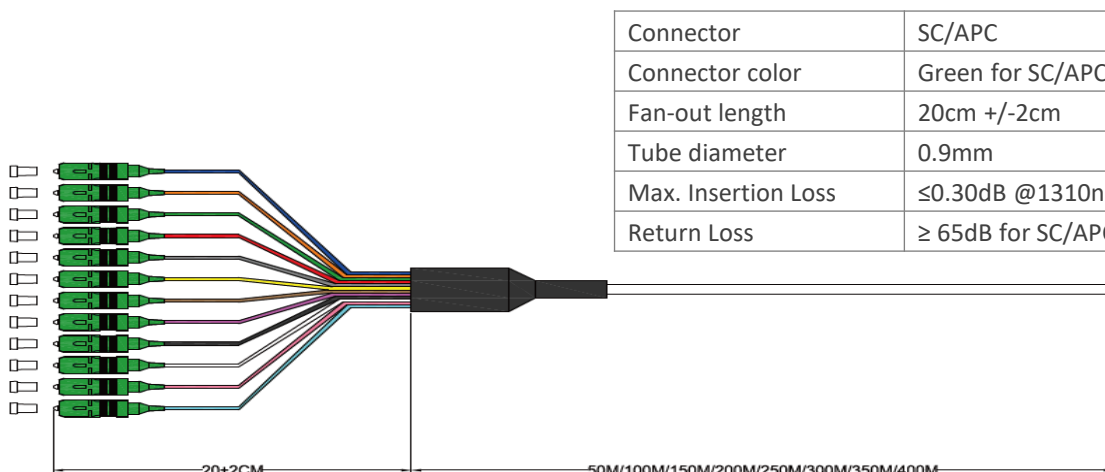 Connector SC/APC
Connector color Green for SC/APC
Fan-out length 20cm +/-2cm
Tube diameter 0.9mm
Max. Insertion Loss ≤0.30dB @1310n
Return Loss ≥ 65dB for SC/APC
20±2CM 50M/100M/150M/200M/250M/300M/350M/400M